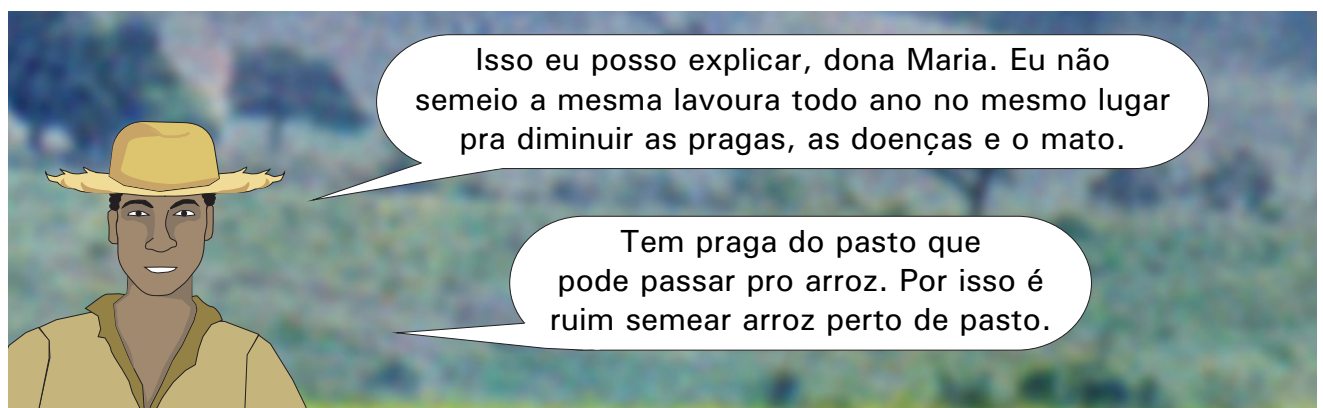 Isso eu posso explicar, dona Maria. Eu não
semeio a mesma lavoura todo ano no mesmo lugar
pra diminuir as pragas, as doenças e o mato.
Tem praga do pasto que
pode passar pro arroz. Por isso é
ruim semear arroz perto de pasto.